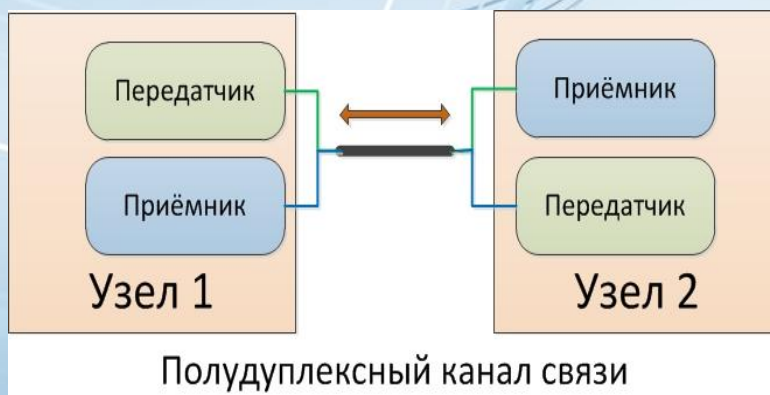 Передатчик
Приёмник
Узел 1
Приёмник
Передатчик
Узел 2
Полудуплексный канал связи